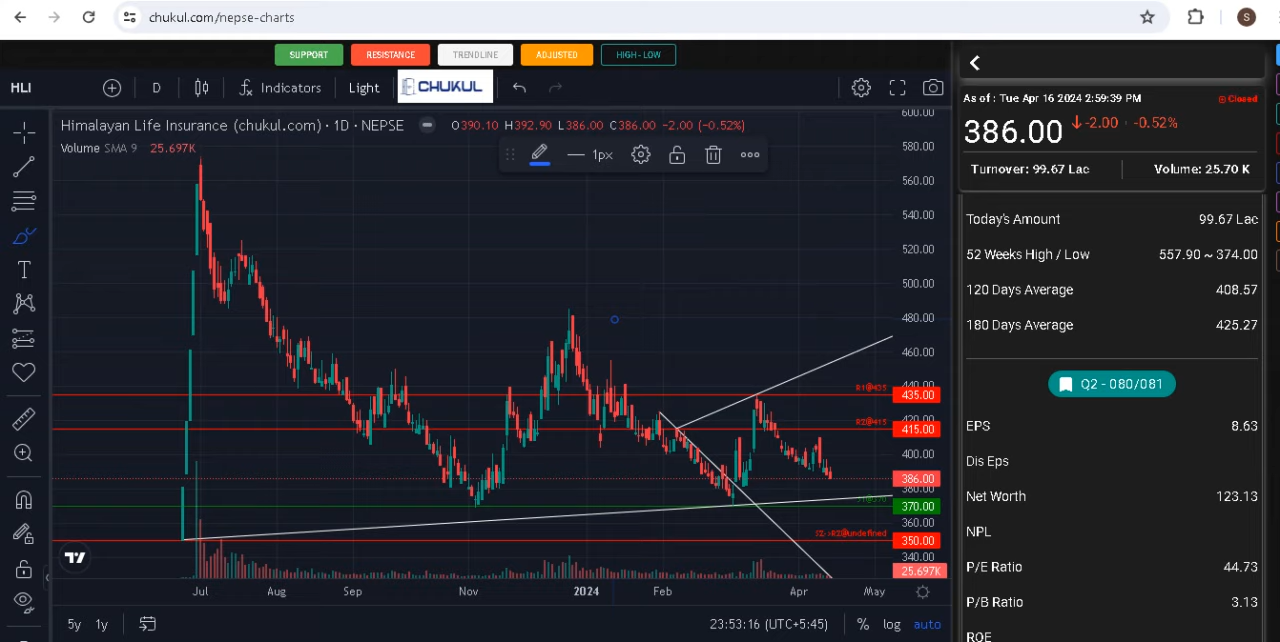 chukul.com/nepse-charts
S
SUPPORT RESISTANCE TRENDLINE ADJUSTED HIGH - LOW
HLI D Indicators Light CHUKUL
Himalayan Life Insurance (chukul.com) · 1D · NEPSE O390.10 H392.90 L386.00 C386.00 -2.00 (-0.52%)
Volume SMA 9 25.697K
1px
600.00
580.00
560.00
540.00
520.00
500.00
480.00
460.00
440.00
R1@435 435.00
420.00
R2@415 415.00
400.00
386.00
380.00
370.00
360.00
S2->R2@undefined 350.00
340.00
25.697K
Jul Aug Sep Nov 2024 Feb Apr May
5y 1y 23:53:16 (UTC+5:45) % log auto
As of : Tue Apr 16 2024 2:59:39 PM Closed
386.00 -2.00 -0.52%
Turnover: 99.67 Lac Volume: 25.70 K
Today's Amount 99.67 Lac
52 Weeks High / Low 557.90 ~ 374.00
120 Days Average 408.57
180 Days Average 425.27
Q2 - 080/081
EPS 8.63
Dis Eps
Net Worth 123.13
NPL
P/E Ratio 44.73
P/B Ratio 3.13
ROE